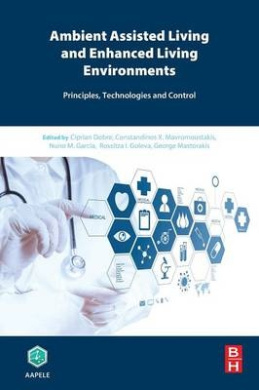 Ambient Assisted Living
and Enhanced Living
Environments
Principles, Technologies and Control
Edited by Ciprian Dobre, Constandinos X. Mavromoustakis,
Nuno M. Garcia, Rossitza I. Goleva, George Mastorakis
MEDICAL
AAPELE
B
H